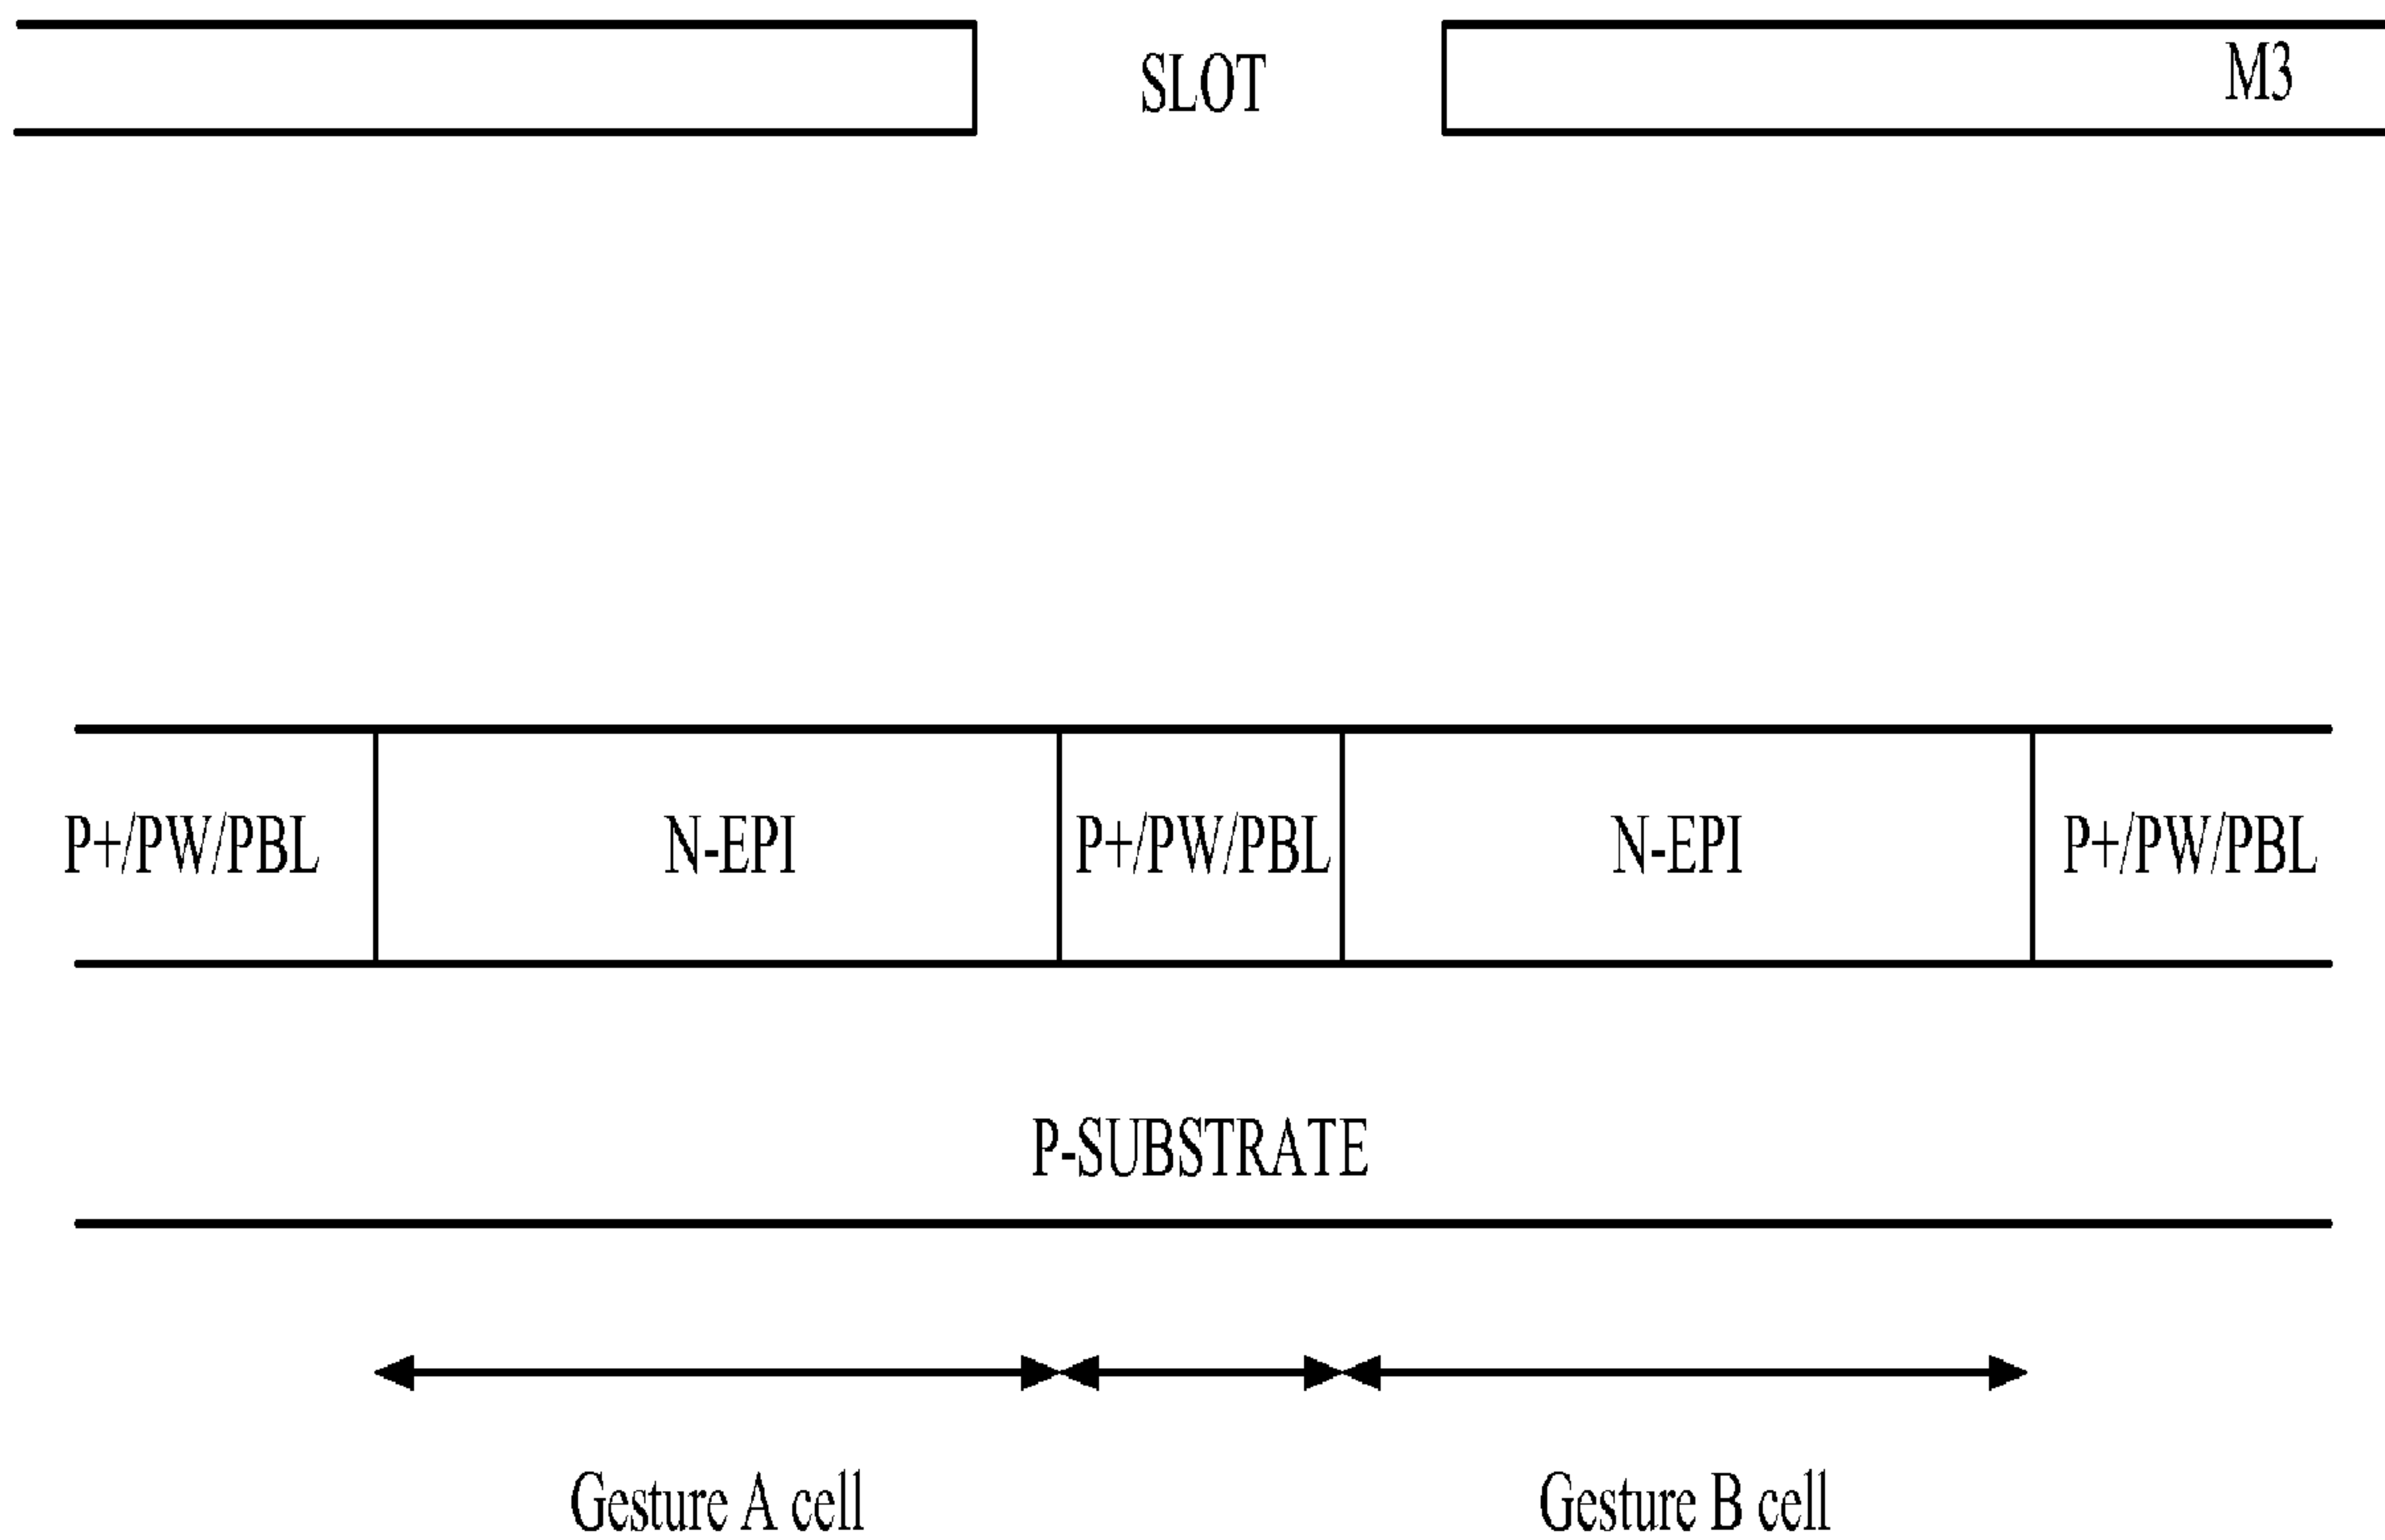 SLOT M3
P+/PW/PBL N-EPI P+/PW/PBL N-EPI P+/PW/PBL
P-SUBSTRATE
Gesture A cell Gesture B cell